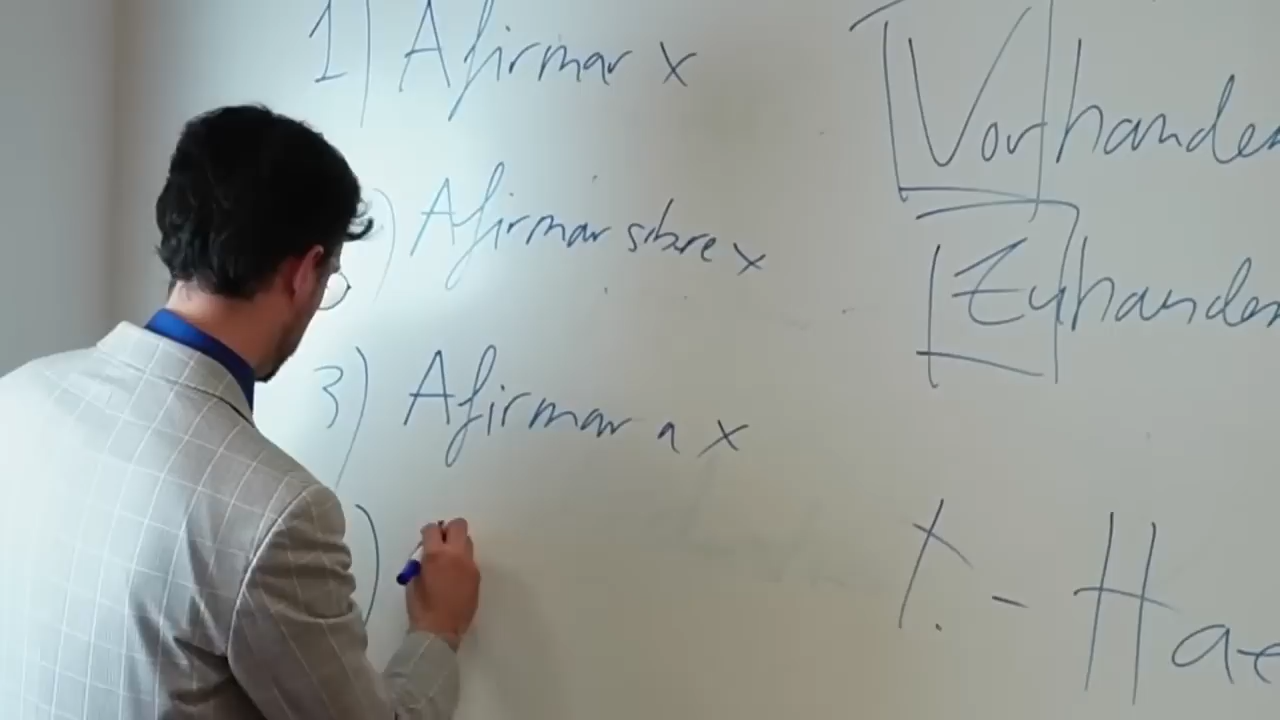 1) Afirmar x
) Afirmar sobre x
3) Afirmar a x
)
Vorhanden
Zuhanden
X. - Hae